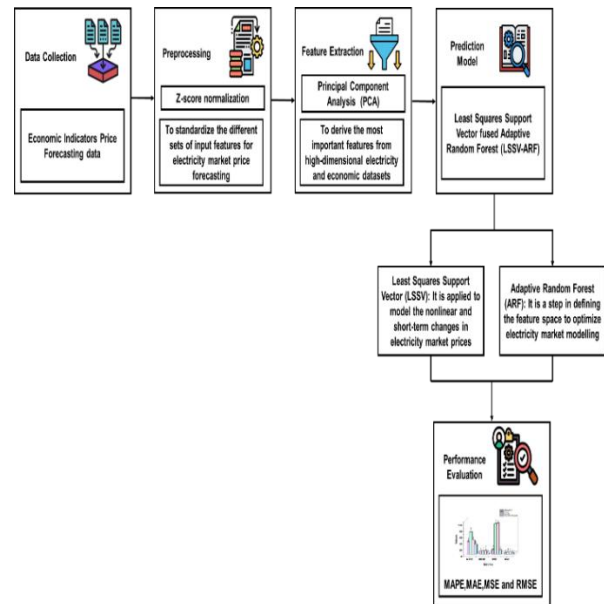 Data Collection
Economic Indicators Price
Forecasting data
Preprocessing
Z-score normalization
To standardize the different
sets of input features for
electricity market price
forecasting
Feature Extraction
Principal Component
Analysis (PCA)
To derive the most
important features from
high-dimensional electricity
and economic datasets
Prediction
Model
Least Squares Support
Vector fused Adaptive
Random Forest (LSSV-ARF)
Least Squares Support
Vector (LSSV): It is applied to
model the nonlinear and
short-term changes in
electricity market prices
Adaptive Random Forest
(ARF): It is a step in defining
the feature space to optimize
electricity market modelling
Performance
Evaluation
MAPE,MAE,MSE and RMSE